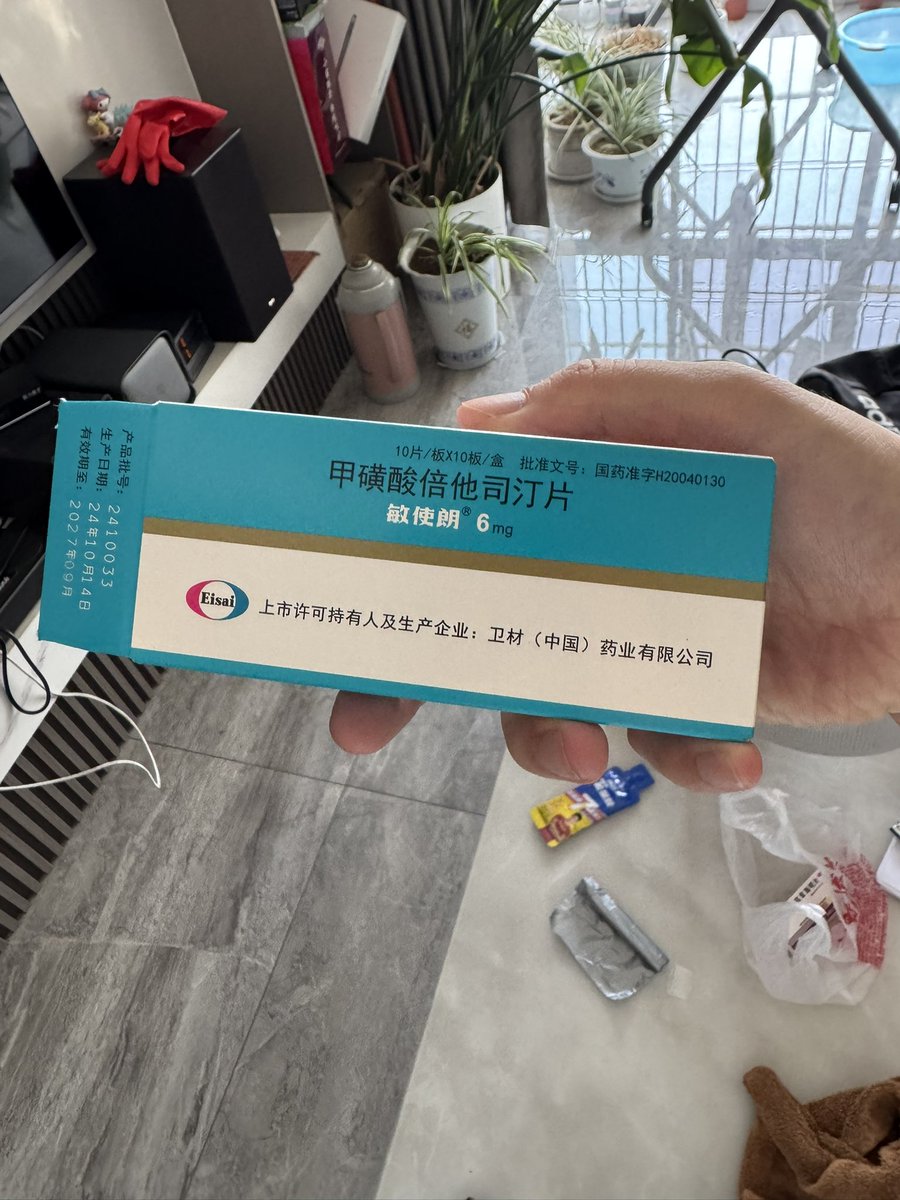 10片/板X10板/盒 批准文号：国药准字H20040130
甲磺酸倍他司汀片
敏使朗® 6mg
Eisai 上市许可持有人及生产企业：卫材（中国）药业有限公司
产品批号：2410033
生产日期：24年10月14日
有效期至：2027年09月